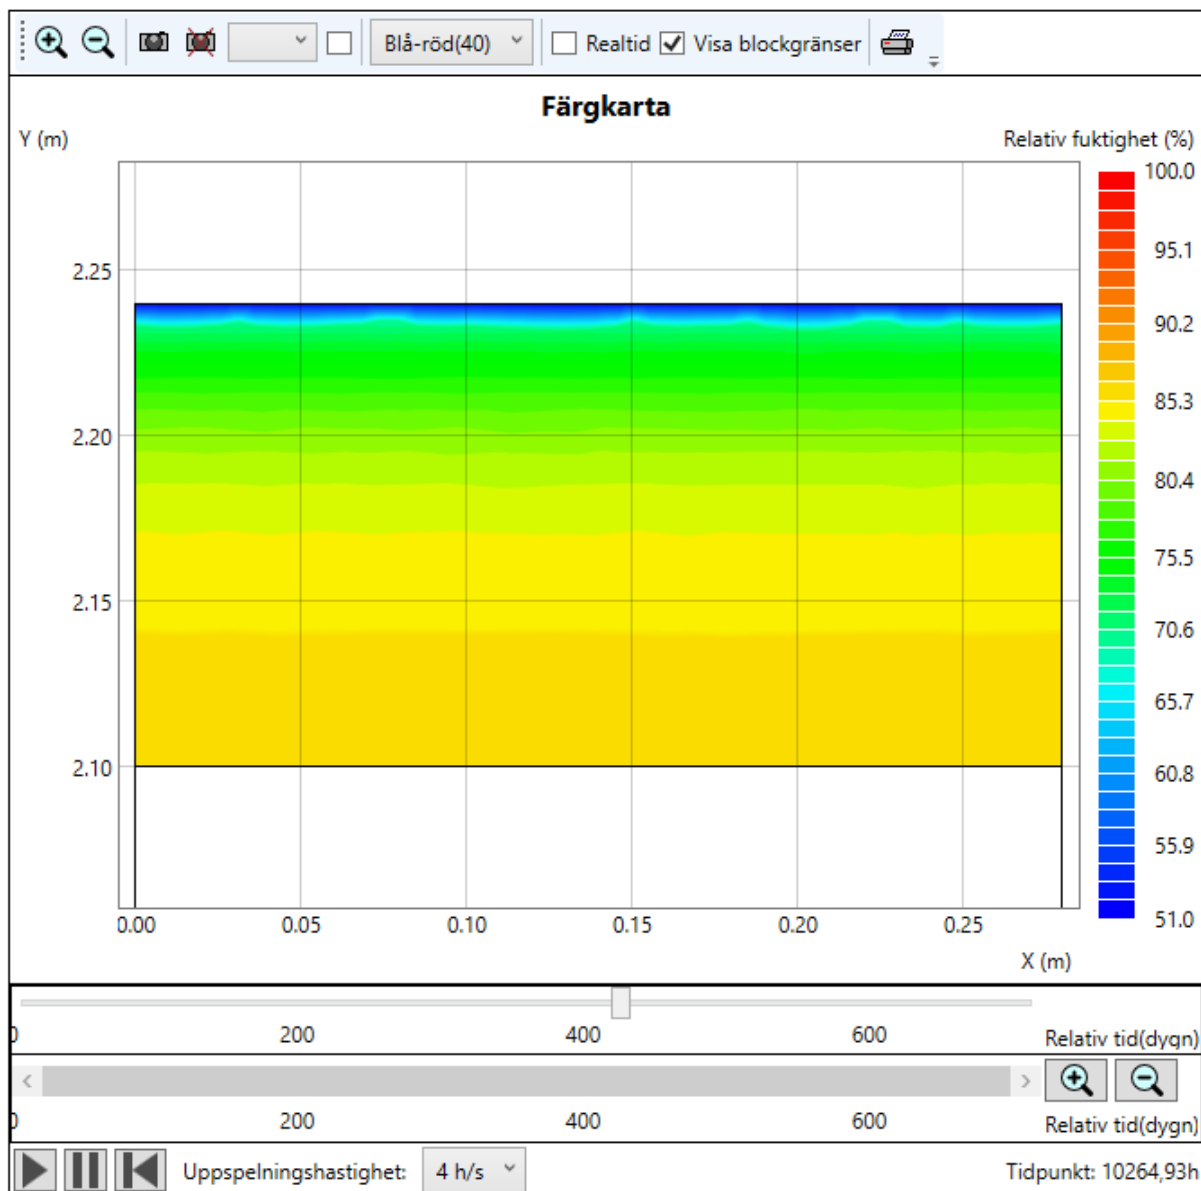 Blå-röd(40) Realtid Visa blockgränser
Färgkarta
Y (m)
Relativ fuktighet (%)
100.0
95.1
90.2
85.3
80.4
75.5
70.6
65.7
60.8
55.9
51.0
2.25
2.20
2.15
2.10
0.00 0.05 0.10 0.15 0.20 0.25
X (m)
0 200 400 600 Relativ tid(dygn)
0 200 400 600 Relativ tid(dygn)
Uppspelningshastighet: 4 h/s Tidpunkt: 10264,93h